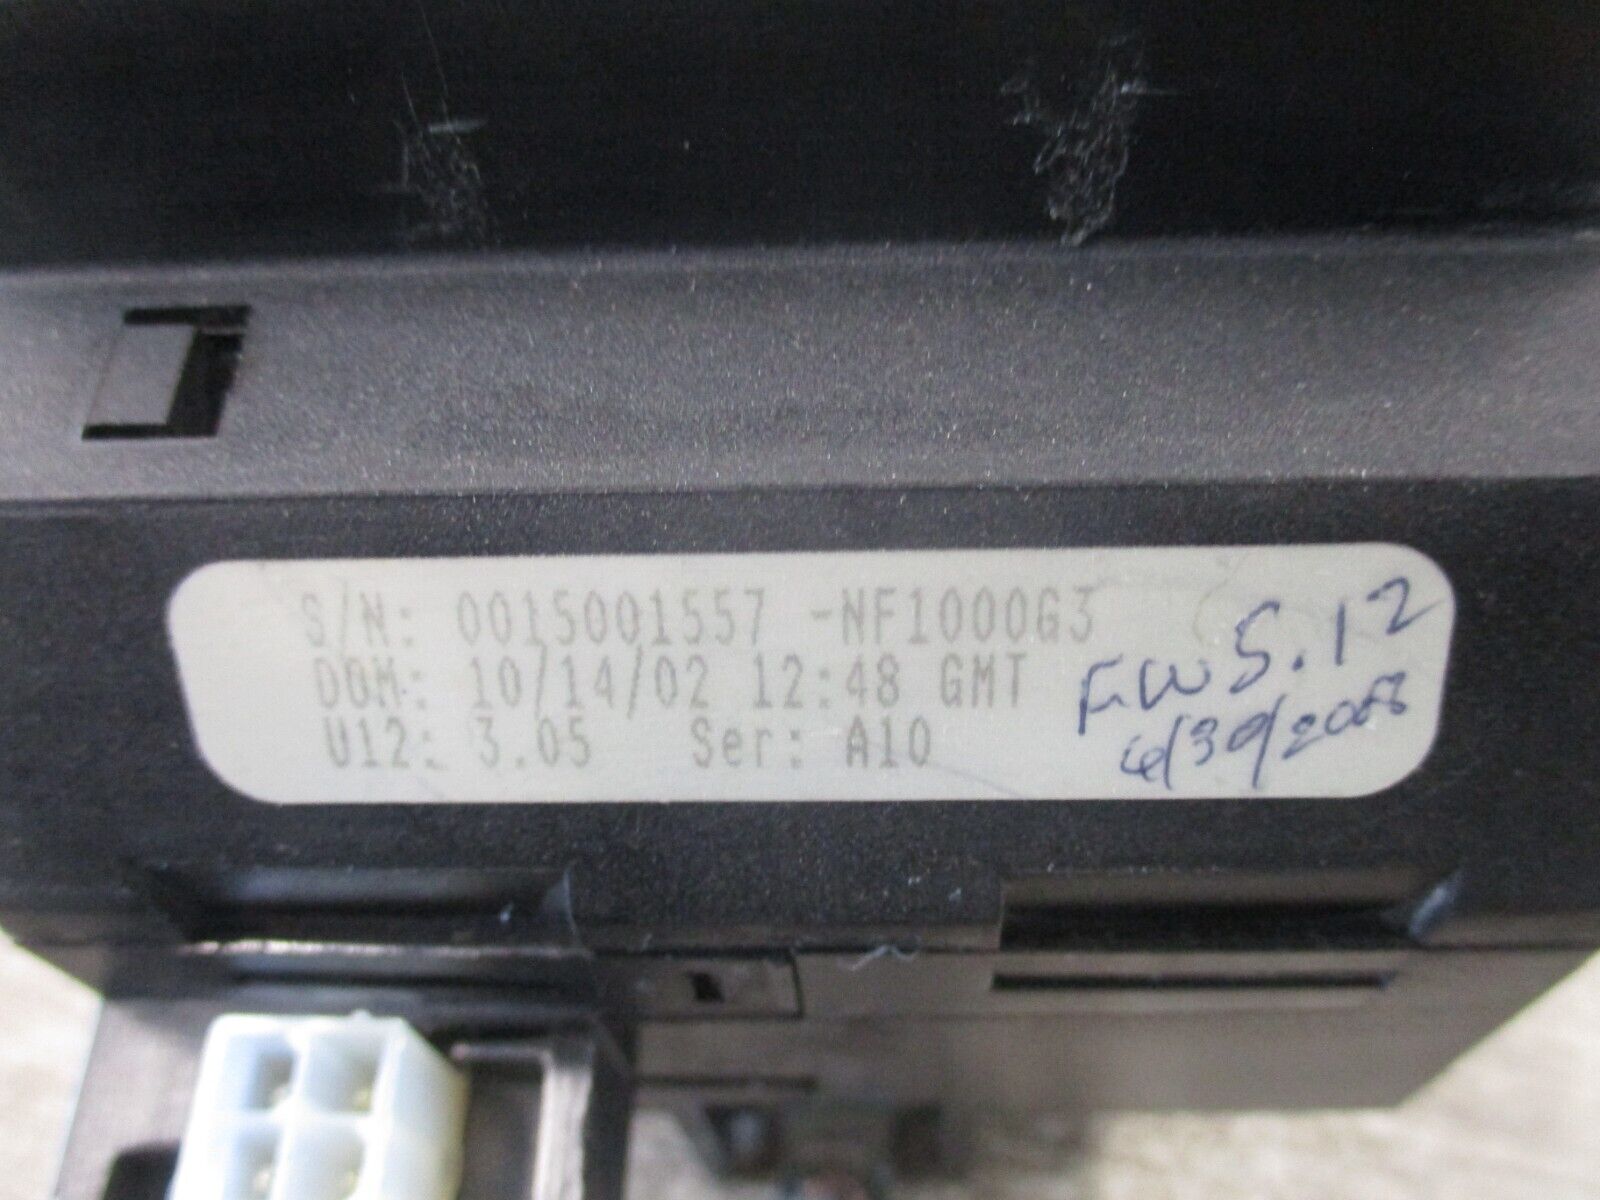 S/N: 0015001557 -NF1000G3
DOM: 10/14/02 12:48 GMT
U12: 3.05 Ser: A10
FW 5.12